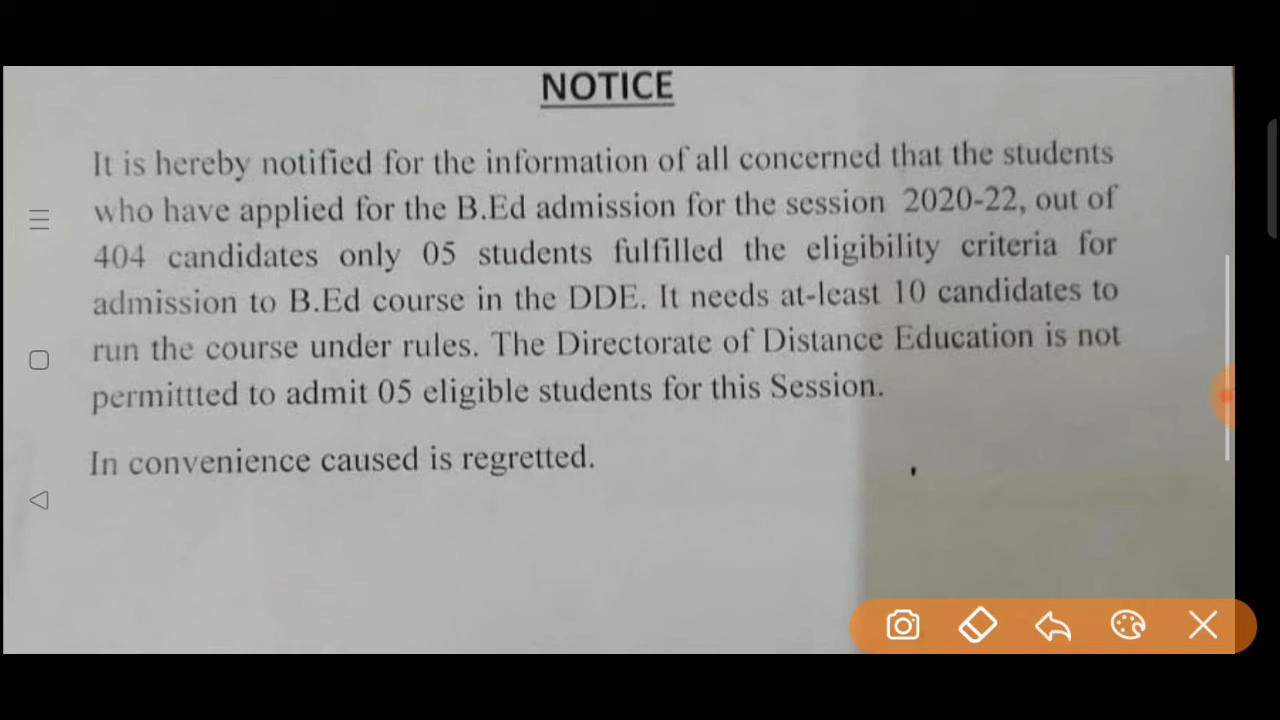 NOTICE
It is hereby notified for the information of all concerned that the students
who have applied for the B.Ed admission for the session 2020-22, out of
404 candidates only 05 students fulfilled the eligibility criteria for
admission to B.Ed course in the DDE. It needs at-least 10 candidates to
run the course under rules. The Directorate of Distance Education is not
permittted to admit 05 eligible students for this Session.
In convenience caused is regretted.